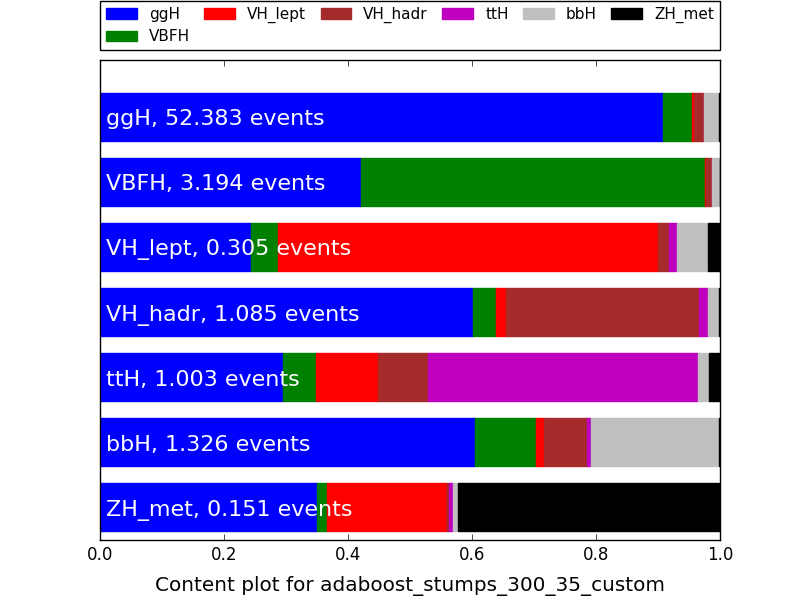 ggH VH_lept VH_hadr ttH bbH ZH_met
VBFH
ggH, 52.383 events
VBFH, 3.194 events
VH_lept, 0.305 events
VH_hadr, 1.085 events
ttH, 1.003 events
bbH, 1.326 events
ZH_met, 0.151 events
0.0 0.2 0.4 0.6 0.8 1.0
Content plot for adaboost_stumps_300_35_custom